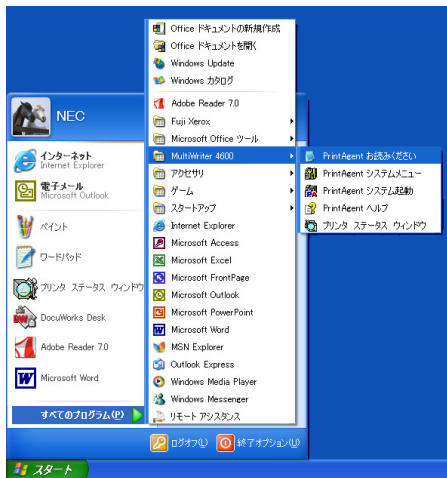 Office ドキュメントの新規作成
Office ドキュメントを開く
Windows Update
Windows カタログ
Adobe Reader 7.0
Fuji Xerox
Microsoft Office ツール
MultiWriter 4600
アクセサリ
ゲーム
スタートアップ
Internet Explorer
Microsoft Access
Microsoft Excel
Microsoft FrontPage
Microsoft Outlook
Microsoft PowerPoint
Microsoft Word
MSN Explorer
Outlook Express
Windows Media Player
Windows Messenger
リモート アシスタンス
PrintAgent お読みください
PrintAgent システムメニュー
PrintAgent システム起動
PrintAgent ヘルプ
プリンタ ステータス ウィンドウ
NEC
インターネット
Internet Explorer
電子メール
Microsoft Outlook
ペイント
ワードパッド
プリンタ ステータス ウィンドウ
DocuWorks Desk
Adobe Reader 7.0
Microsoft Word
すべてのプログラム(P)
ログオフ(L)
終了オプション(U)
スタート